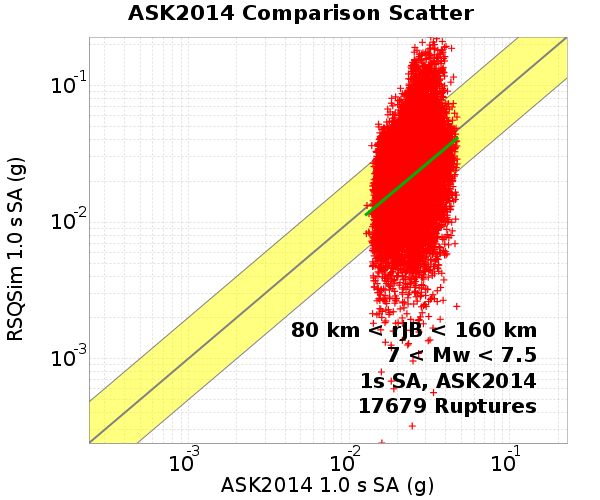 ASK2014 Comparison Scatter
RSQSim 1.0 s SA (g)
10-1
10-2
10-3
80 km < rJB < 160 km
7 < Mw < 7.5
1s SA, ASK2014
17679 Ruptures
10-3 10-2 10-1
ASK2014 1.0 s SA (g)